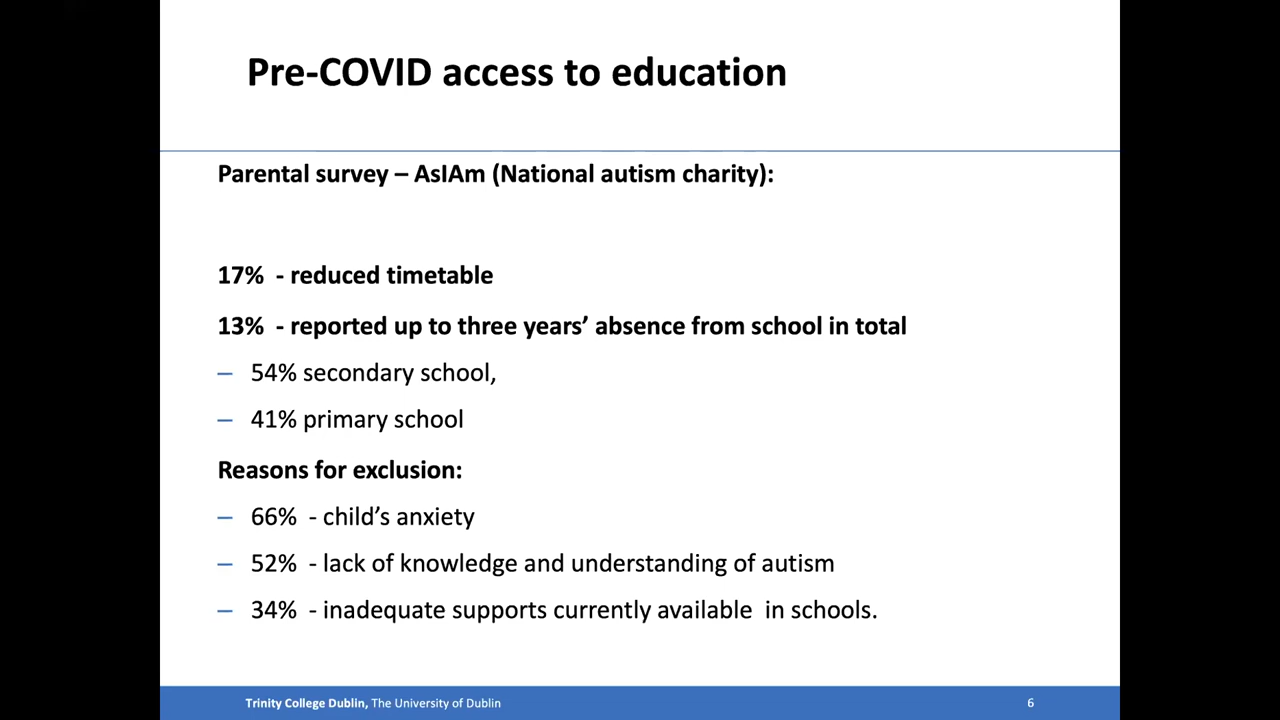 Pre-COVID access to education
Parental survey – AsIAm (National autism charity):
17%  - reduced timetable
13%  - reported up to three years’ absence from school in total
– 54% secondary school,
– 41% primary school
Reasons for exclusion:
– 66%  - child’s anxiety
– 52%  - lack of knowledge and understanding of autism
– 34%  - inadequate supports currently available  in schools.
Trinity College Dublin, The University of Dublin
6